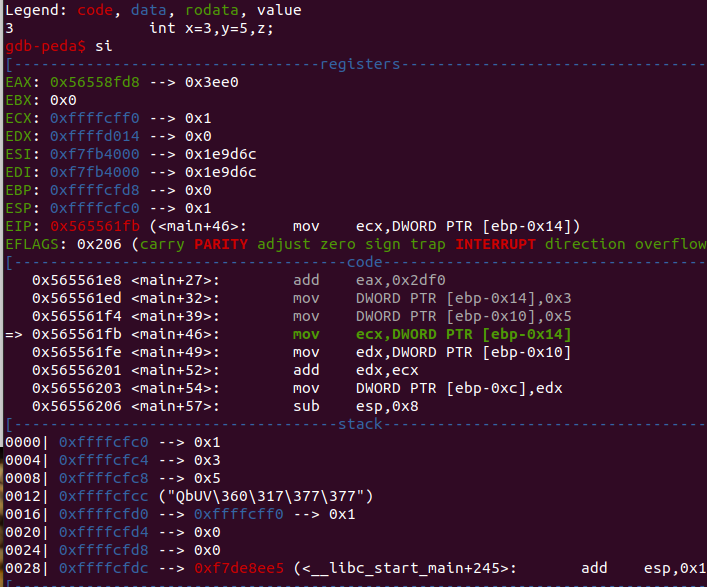 Legend: code, data, rodata, value
3               int x=3,y=5,z;
gdb-peda$ si
[----------------------------------registers-----------------------------------
EAX: 0x56558fd8 --> 0x3ee0
EBX: 0x0
ECX: 0xffffcff0 --> 0x1
EDX: 0xffffd014 --> 0x0
ESI: 0xf7fb4000 --> 0x1e9d6c
EDI: 0xf7fb4000 --> 0x1e9d6c
EBP: 0xffffcfd8 --> 0x0
ESP: 0xffffcfc0 --> 0x1
EIP: 0x565561fb (<main+46>:     mov    ecx,DWORD PTR [ebp-0x14])
EFLAGS: 0x206 (carry PARITY adjust zero sign trap INTERRUPT direction overflow
[-------------------------------------code-------------------------------------
   0x565561e8 <main+27>:        add    eax,0x2df0
   0x565561ed <main+32>:        mov    DWORD PTR [ebp-0x14],0x3
   0x565561f4 <main+39>:        mov    DWORD PTR [ebp-0x10],0x5
=> 0x565561fb <main+46>:        mov    ecx,DWORD PTR [ebp-0x14]
   0x565561fe <main+49>:        mov    edx,DWORD PTR [ebp-0x10]
   0x56556201 <main+52>:        add    edx,ecx
   0x56556203 <main+54>:        mov    DWORD PTR [ebp-0xc],edx
   0x56556206 <main+57>:        sub    esp,0x8
[------------------------------------stack-------------------------------------
0000| 0xffffcfc0 --> 0x1
0004| 0xffffcfc4 --> 0x3
0008| 0xffffcfc8 --> 0x5
0012| 0xffffcfcc ("QbUV\360\317\377\377")
0016| 0xffffcfd0 --> 0xffffcff0 --> 0x1
0020| 0xffffcfd4 --> 0x0
0024| 0xffffcfd8 --> 0x0
0028| 0xffffcfdc --> 0xf7de8ee5 (<__libc_start_main+245>:       add    esp,0x1